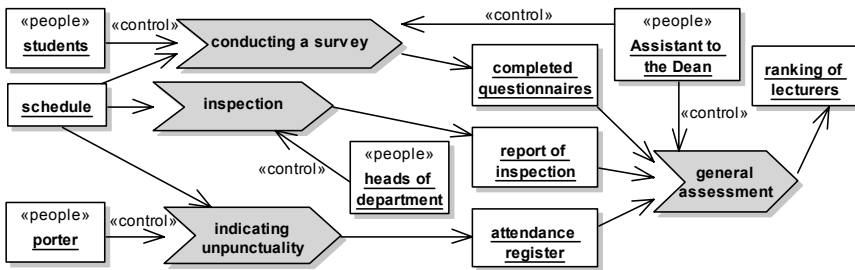 «people»
students
«control»
conducting a survey
«control»
«people»
Assistant to
the Dean
ranking of
lecturers
completed
questionnaires
schedule
inspection
«control»
«control»
«people»
heads of
department
report of
inspection
general
assessment
«people»
porter
«control»
indicating
unpunctuality
attendance
register